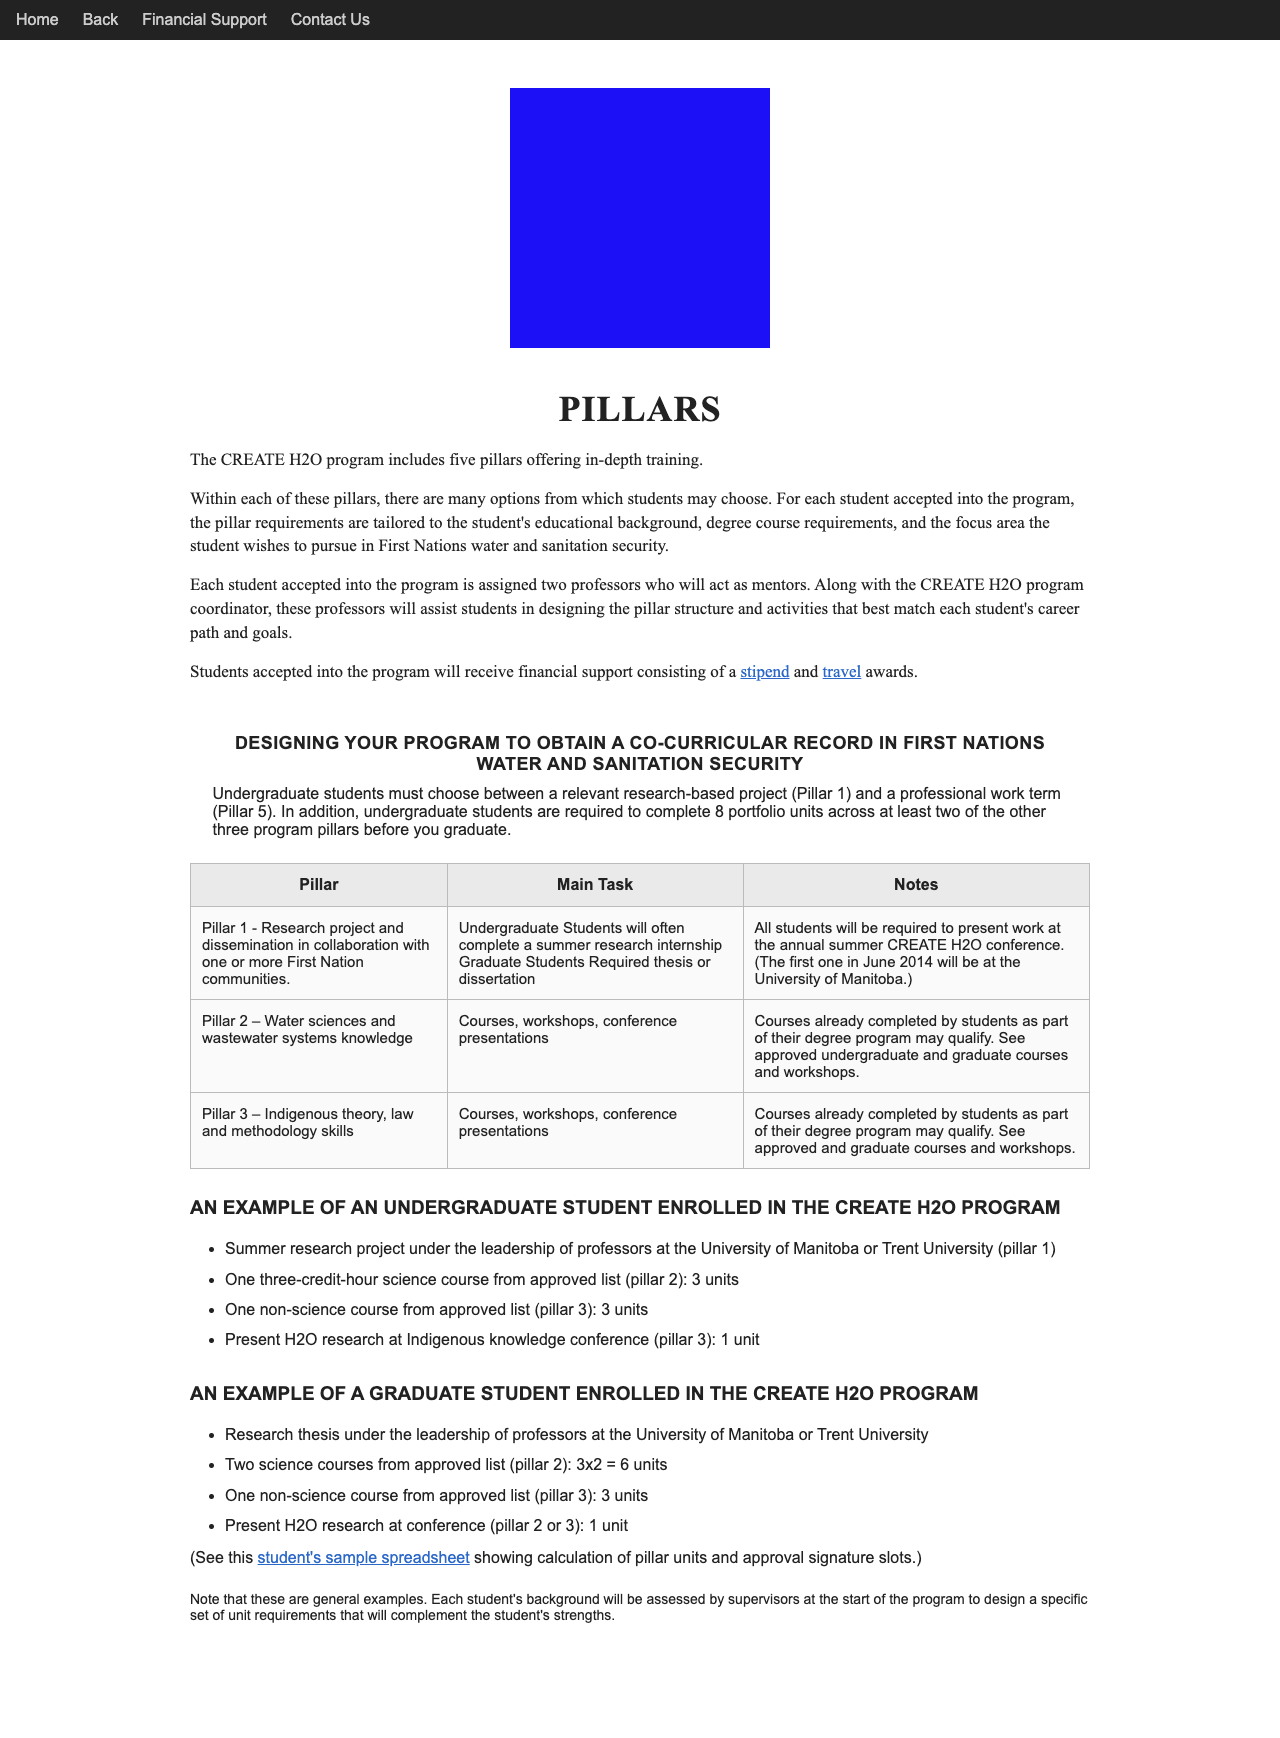 Home Back Financial Support Contact Us
PILLARS
The CREATE H2O program includes five pillars offering in-depth training.
Within each of these pillars, there are many options from which students may choose. For each student accepted into the program,
the pillar requirements are tailored to the student's educational background, degree course requirements, and the focus area the
student wishes to pursue in First Nations water and sanitation security.
Each student accepted into the program is assigned two professors who will act as mentors. Along with the CREATE H2O program
coordinator, these professors will assist students in designing the pillar structure and activities that best match each student's career
path and goals.
Students accepted into the program will receive financial support consisting of a stipend and travel awards.
DESIGNING YOUR PROGRAM TO OBTAIN A CO-CURRICULAR RECORD IN FIRST NATIONS
WATER AND SANITATION SECURITY
Undergraduate students must choose between a relevant research-based project (Pillar 1) and a professional work term
(Pillar 5). In addition, undergraduate students are required to complete 8 portfolio units across at least two of the other
three program pillars before you graduate.
Pillar Main Task Notes
Pillar 1 - Research project and
dissemination in collaboration with
one or more First Nation
communities.
Undergraduate Students will often
complete a summer research internship
Graduate Students Required thesis or
dissertation
All students will be required to present work at
the annual summer CREATE H2O conference.
(The first one in June 2014 will be at the
University of Manitoba.)
Pillar 2 – Water sciences and
wastewater systems knowledge
Courses, workshops, conference
presentations
Courses already completed by students as part
of their degree program may qualify. See
approved undergraduate and graduate courses
and workshops.
Pillar 3 – Indigenous theory, law
and methodology skills
Courses, workshops, conference
presentations
Courses already completed by students as part
of their degree program may qualify. See
approved and graduate courses and workshops.
AN EXAMPLE OF AN UNDERGRADUATE STUDENT ENROLLED IN THE CREATE H2O PROGRAM
• Summer research project under the leadership of professors at the University of Manitoba or Trent University (pillar 1)
• One three-credit-hour science course from approved list (pillar 2): 3 units
• One non-science course from approved list (pillar 3): 3 units
• Present H2O research at Indigenous knowledge conference (pillar 3): 1 unit
AN EXAMPLE OF A GRADUATE STUDENT ENROLLED IN THE CREATE H2O PROGRAM
• Research thesis under the leadership of professors at the University of Manitoba or Trent University
• Two science courses from approved list (pillar 2): 3x2 = 6 units
• One non-science course from approved list (pillar 3): 3 units
• Present H2O research at conference (pillar 2 or 3): 1 unit
(See this student's sample spreadsheet showing calculation of pillar units and approval signature slots.)
Note that these are general examples. Each student's background will be assessed by supervisors at the start of the program to design a specific
set of unit requirements that will complement the student's strengths.